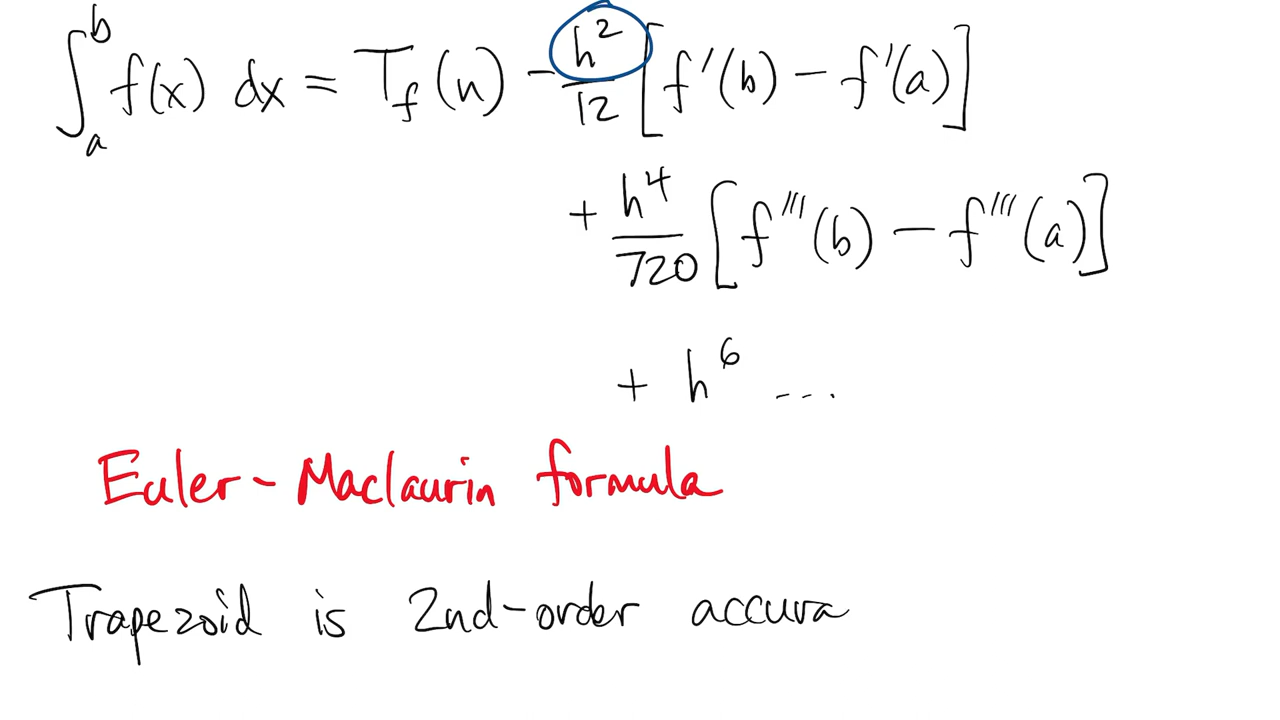 ∫_a^b f(x) dx = T_f(n) - h²/12 [f'(b) - f'(a)]
+ h⁴/720 [f'''(b) - f'''(a)]
+ h⁶ ....
Euler-Maclaurin formula
Trapezoid is 2nd-order accura